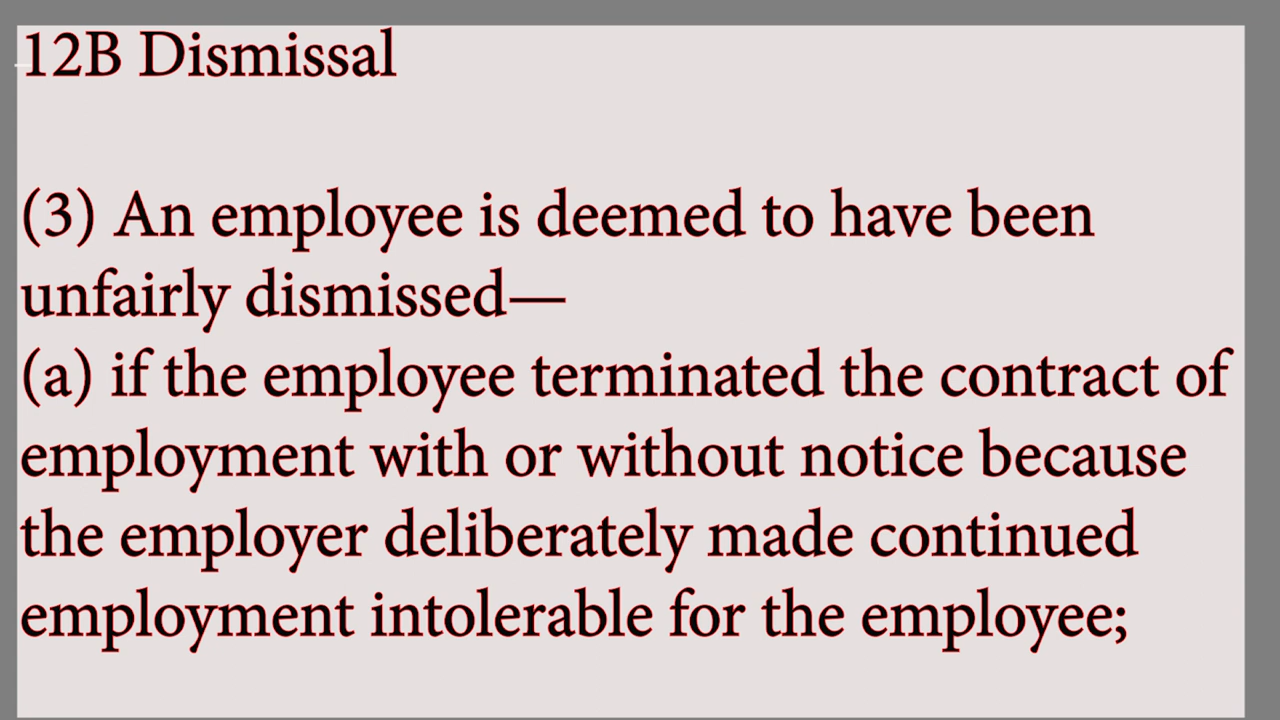 12B Dismissal
(3) An employee is deemed to have been
unfairly dismissed—
(a) if the employee terminated the contract of
employment with or without notice because
the employer deliberately made continued
employment intolerable for the employee;